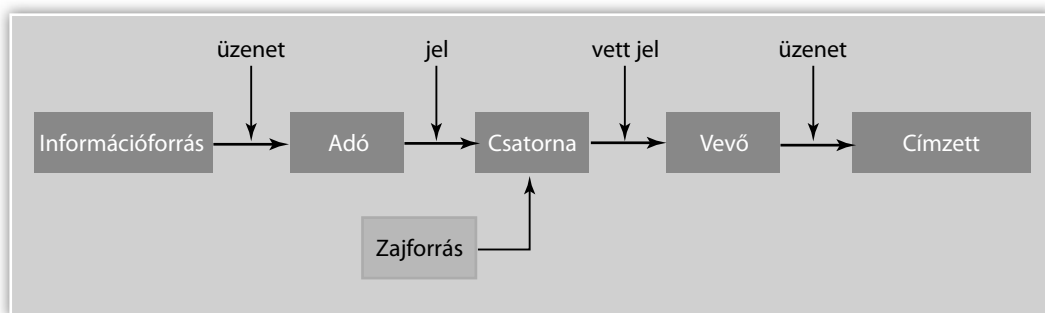 üzenet jel vett jel üzenet
Információforrás Adó Csatorna Vevő Címzett
Zajforrás